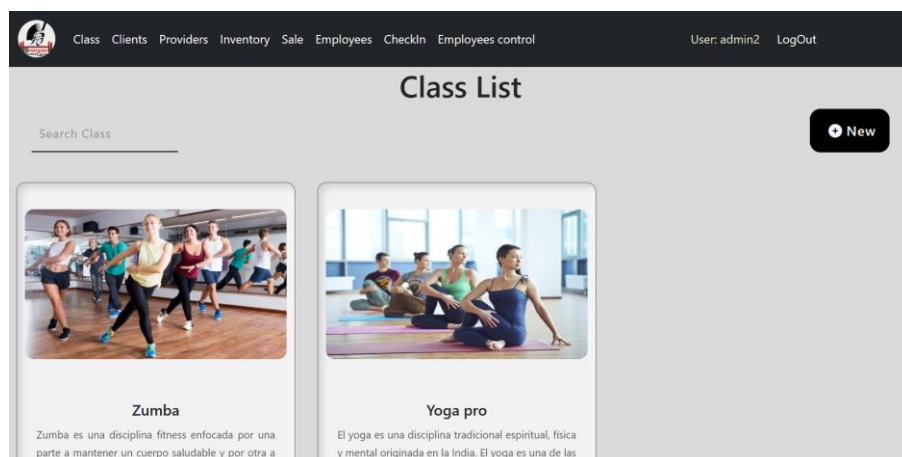 Class Clients Providers Inventory Sale Employees CheckIn Employees control User: admin2 LogOut
Class List
Search Class
New
Zumba
Zumba es una disciplina fitness enfocada por una
parte a mantener un cuerpo saludable y por otra a
Yoga pro
El yoga es una disciplina tradicional espiritual, física
y mental originada en la India. El yoga es una de las